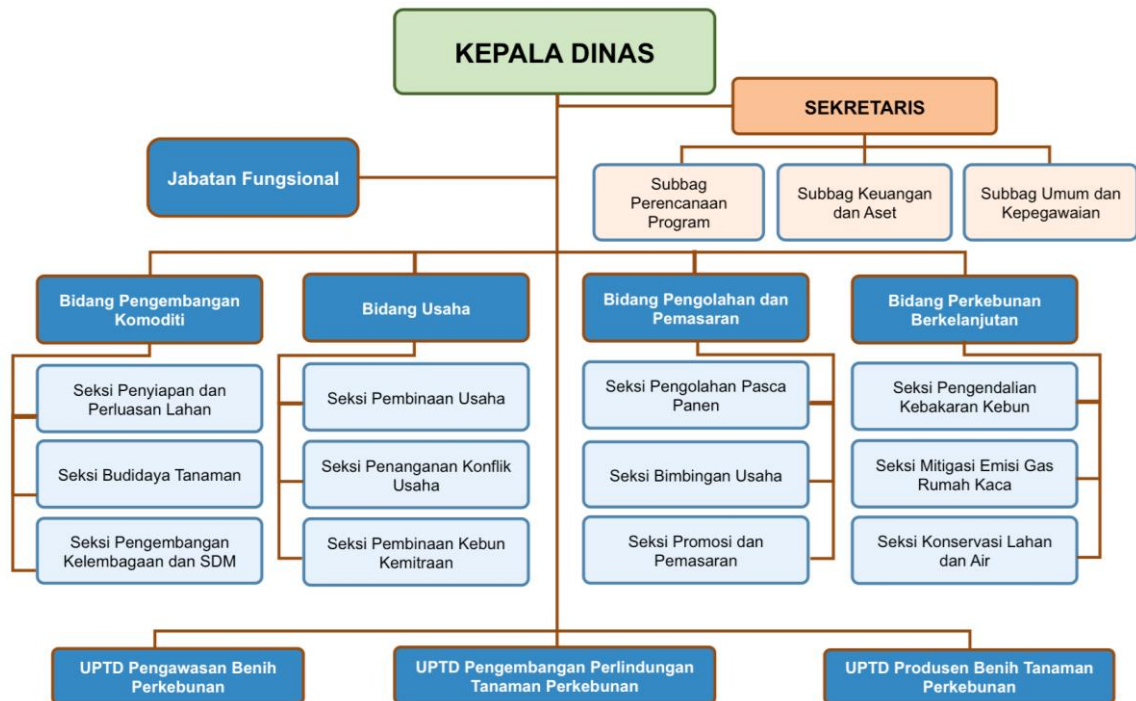 KEPALA DINAS
SEKRETARIS
Jabatan Fungsional
Subbag
Perencanaan
Program
Subbag Keuangan
dan Aset
Subbag Umum dan
Kepegawaian
Bidang Pengembangan
Komoditi
Bidang Usaha
Bidang Pengolahan dan
Pemasaran
Bidang Perkebunan
Berkelanjutan
Seksi Penyiapan dan
Perluasan Lahan
Seksi Budidaya Tanaman
Seksi Pengembangan
Kelembagaan dan SDM
Seksi Pembinaan Usaha
Seksi Penanganan Konflik
Usaha
Seksi Pembinaan Kebun
Kemitraan
Seksi Pengolahan Pasca
Panen
Seksi Bimbingan Usaha
Seksi Promosi dan
Pemasaran
Seksi Pengendalian
Kebakaran Kebun
Seksi Mitigasi Emisi Gas
Rumah Kaca
Seksi Konservasi Lahan
dan Air
UPTD Pengawasan Benih
Perkebunan
UPTD Pengembangan Perlindungan
Tanaman Perkebunan
UPTD Produsen Benih Tanaman
Perkebunan